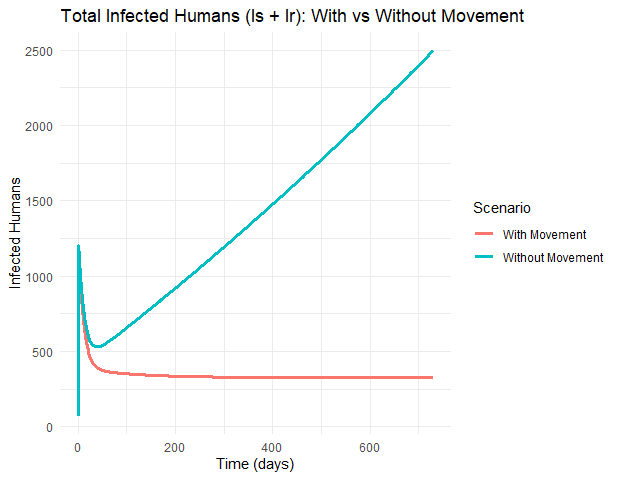 Total Infected Humans (Is + Ir): With vs Without Movement
2500
2000
1500
1000
500
0
Infected Humans
0 200 400 600
Time (days)
Scenario
With Movement
Without Movement